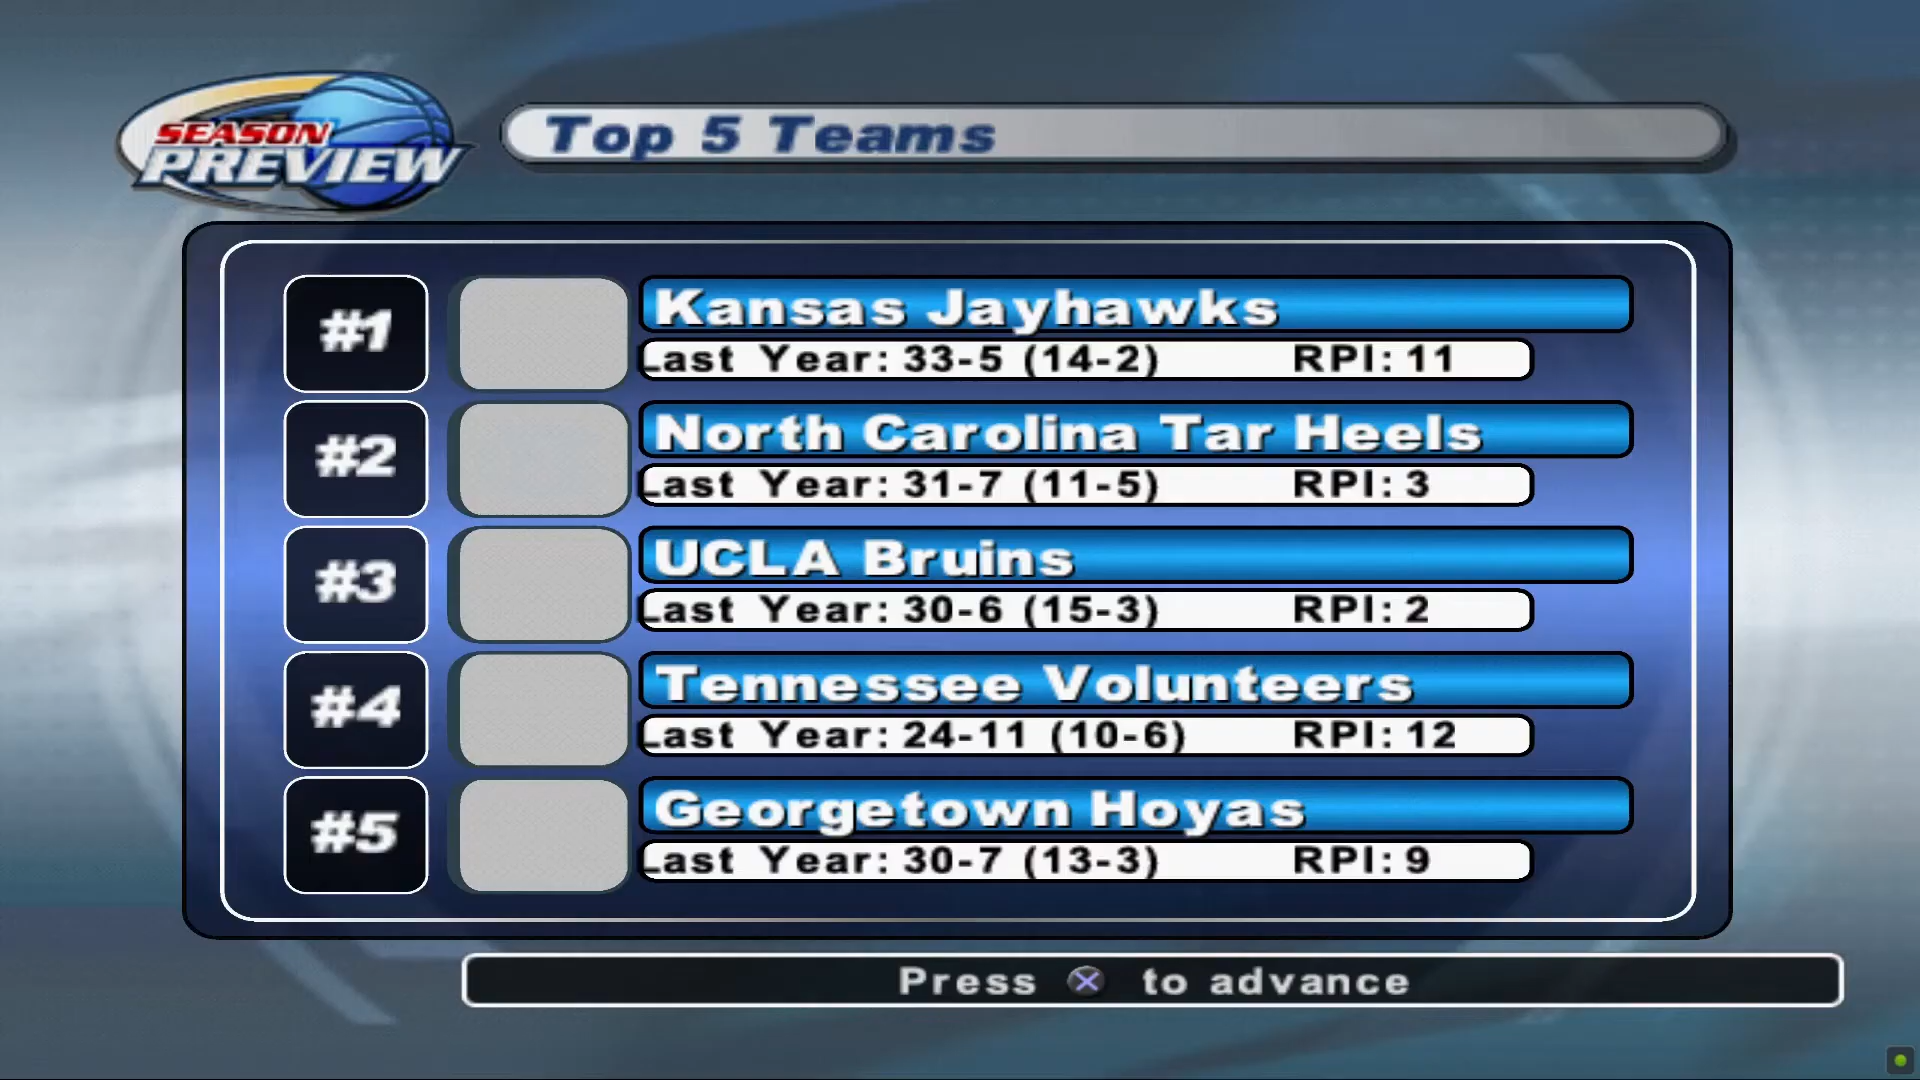 SEASON
PREVIEW
Top 5 Teams
#1
Kansas Jayhawks
Last Year: 33-5 (14-2) RPI: 11
#2
North Carolina Tar Heels
Last Year: 31-7 (11-5) RPI: 3
#3
UCLA Bruins
Last Year: 30-6 (15-3) RPI: 2
#4
Tennessee Volunteers
Last Year: 24-11 (10-6) RPI: 12
#5
Georgetown Hoyas
Last Year: 30-7 (13-3) RPI: 9
Press ⓧ to advance